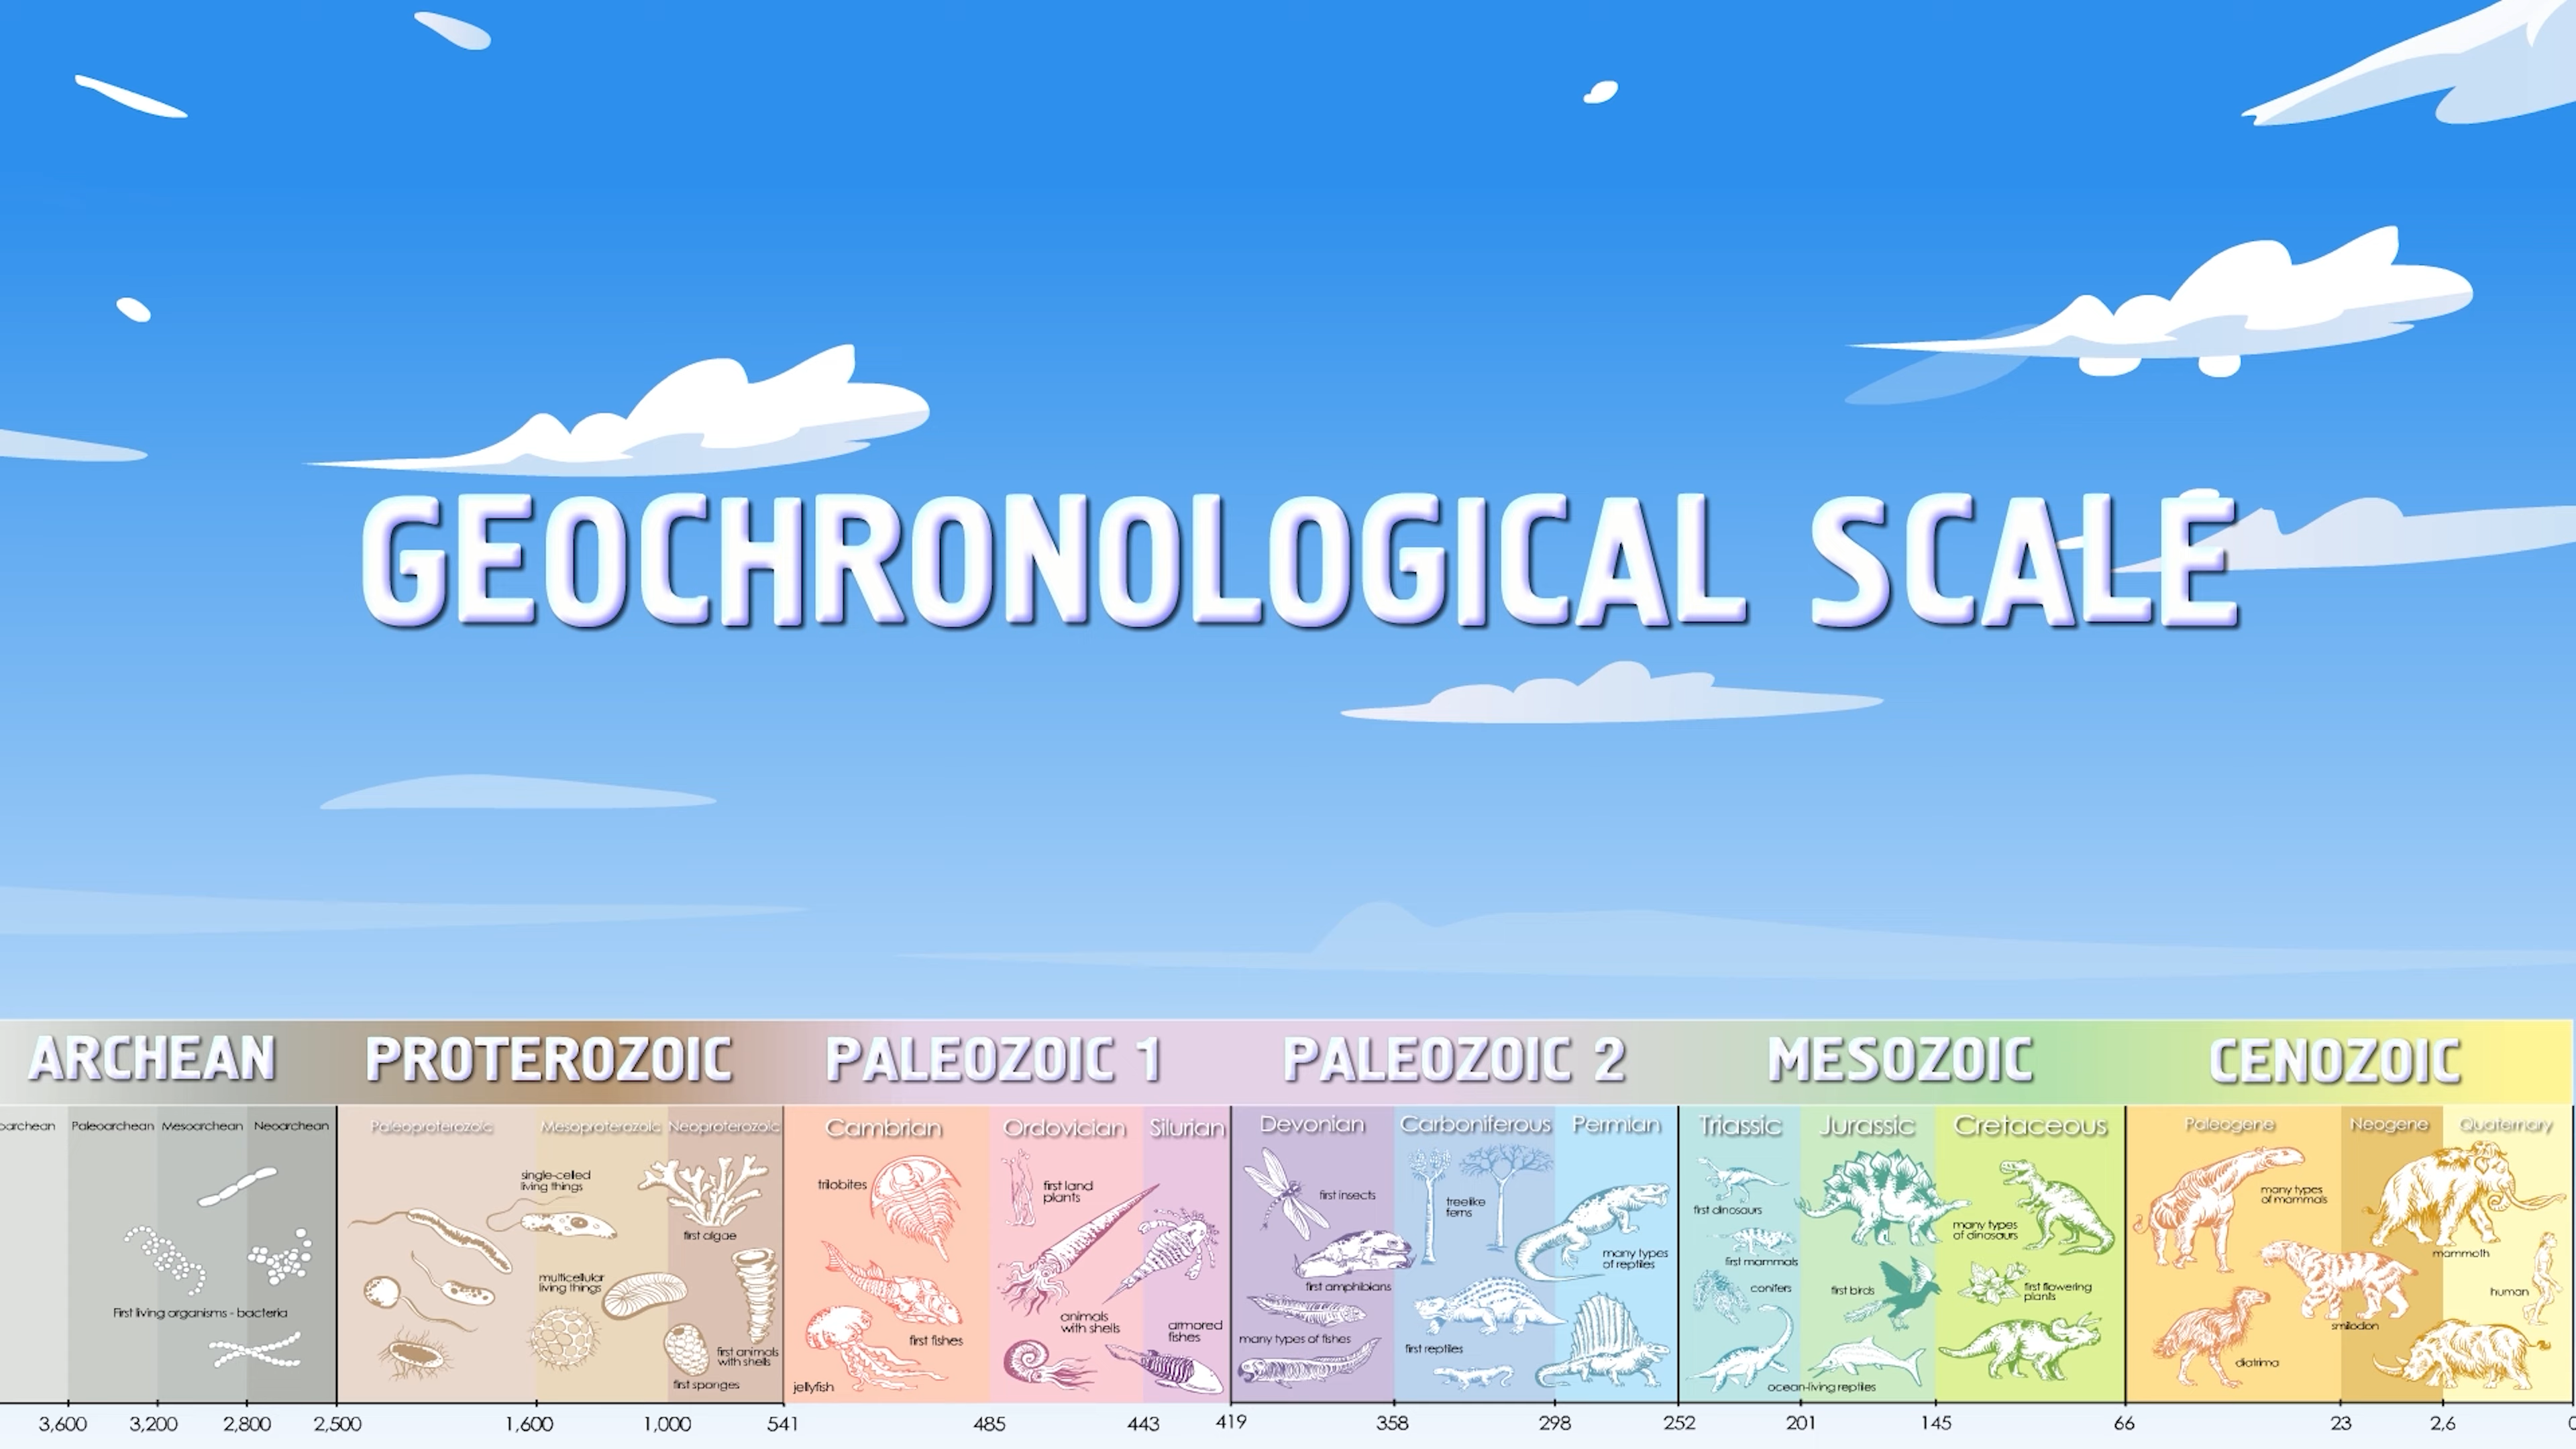 GEOCHRONOLOGICAL SCALE
ARCHEAN PROTEROZOIC PALEOZOIC 1 PALEOZOIC 2 MESOZOIC CENOZOIC
oarchean Paleoarchean Mesoarchean Neoarchean Paleoproterozoic Mesoproterozoic Neoproterozoic Cambrian Ordovician Silurian Devonian Carboniferous Permian Triassic Jurassic Cretaceous Paleogene Neogene Quaternary
First living organisms - bacteria
single-celled
living things
multicellular
living things
first algae
first animals
with shells
first sponges
trilobites
first fishes
jellyfish
first land
plants
animals
with shells
armored
fishes
first insects
first amphibians
many types of fishes
treelike
ferns
first reptiles
many types
of reptiles
first dinosaurs
first mammals
conifers
ocean-living reptiles
first birds
many types
of dinosaurs
first flowering
plants
many types
of mammals
diatrima
smilodon
mammoth
human
3,600 3,200 2,800 2,500 1,600 1,000 541 485 443 419 358 298 252 201 145 66 23 2,6 0